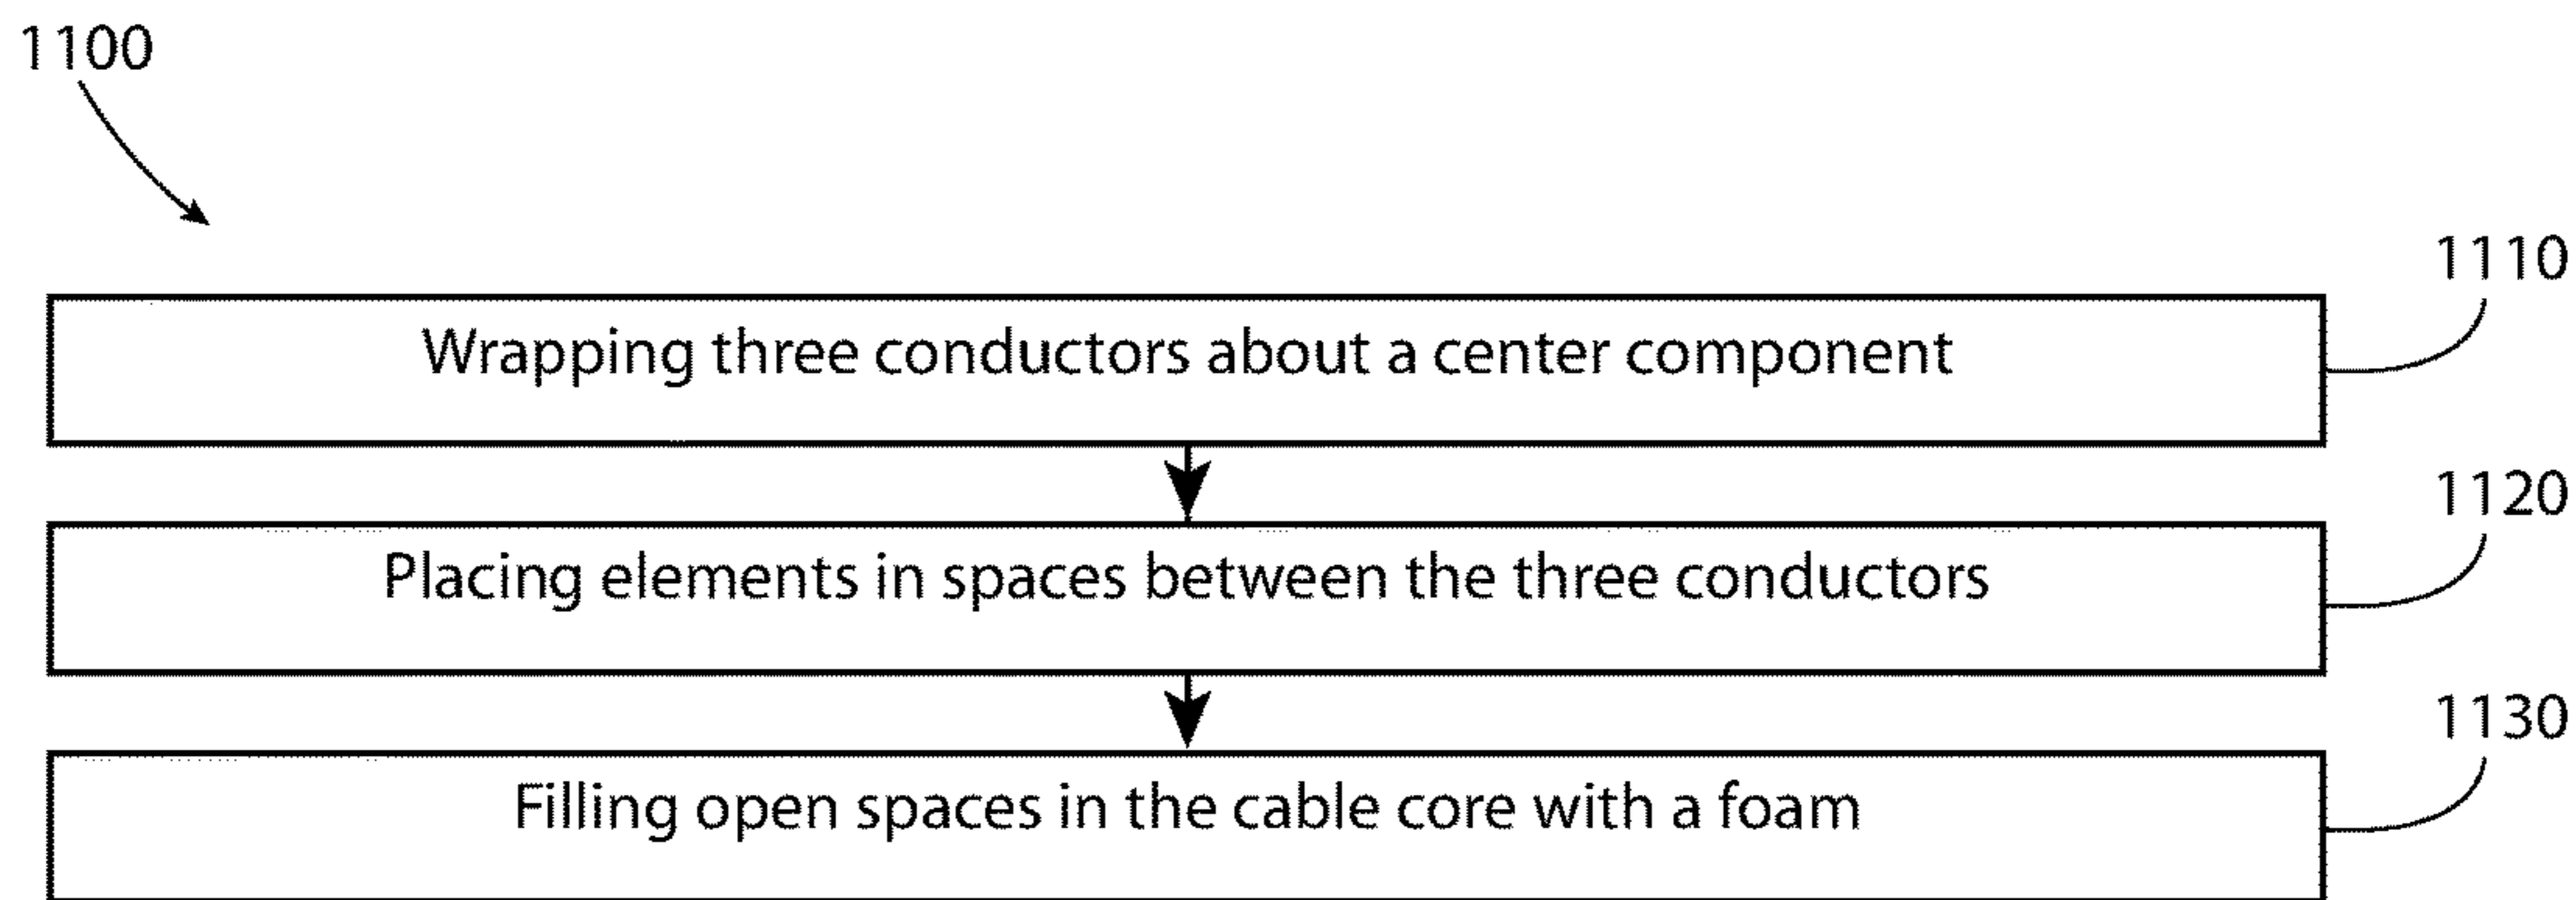 1100
1110
Wrapping three conductors about a center component
1120
Placing elements in spaces between the three conductors
1130
Filling open spaces in the cable core with a foam